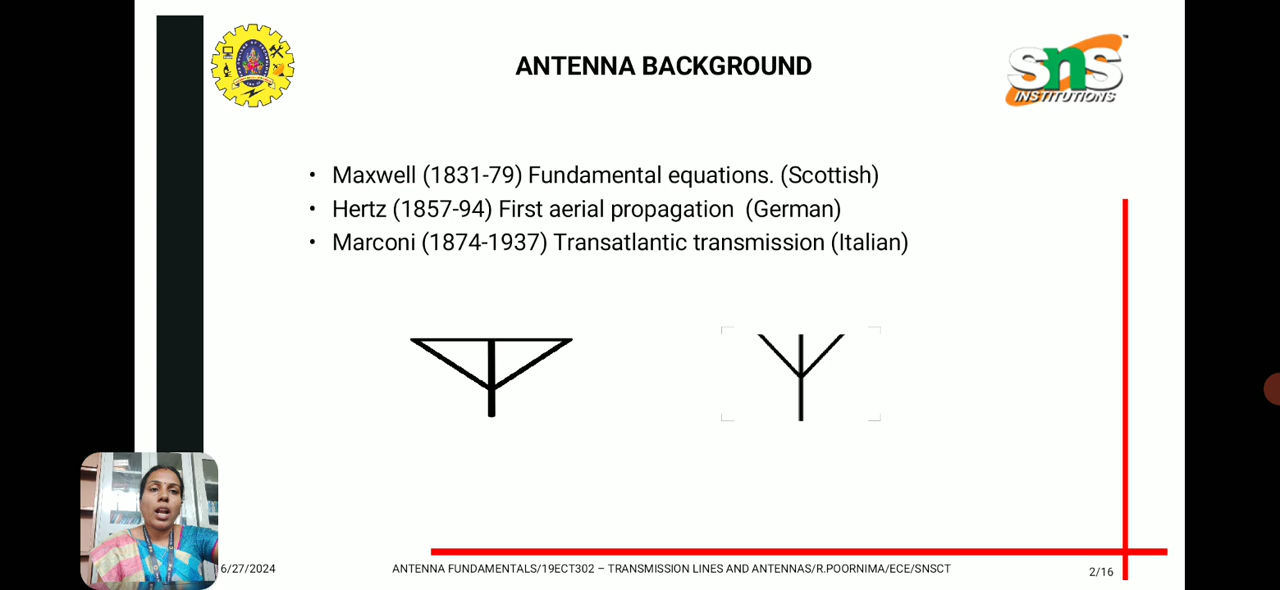 ANTENNA BACKGROUND
SNS
INSTITUTIONS
• Maxwell (1831-79) Fundamental equations. (Scottish)
• Hertz (1857-94) First aerial propagation (German)
• Marconi (1874-1937) Transatlantic transmission (Italian)
6/27/2024
ANTENNA FUNDAMENTALS/19ECT302 – TRANSMISSION LINES AND ANTENNAS/R.POORNIMA/ECE/SNSCT
2/16